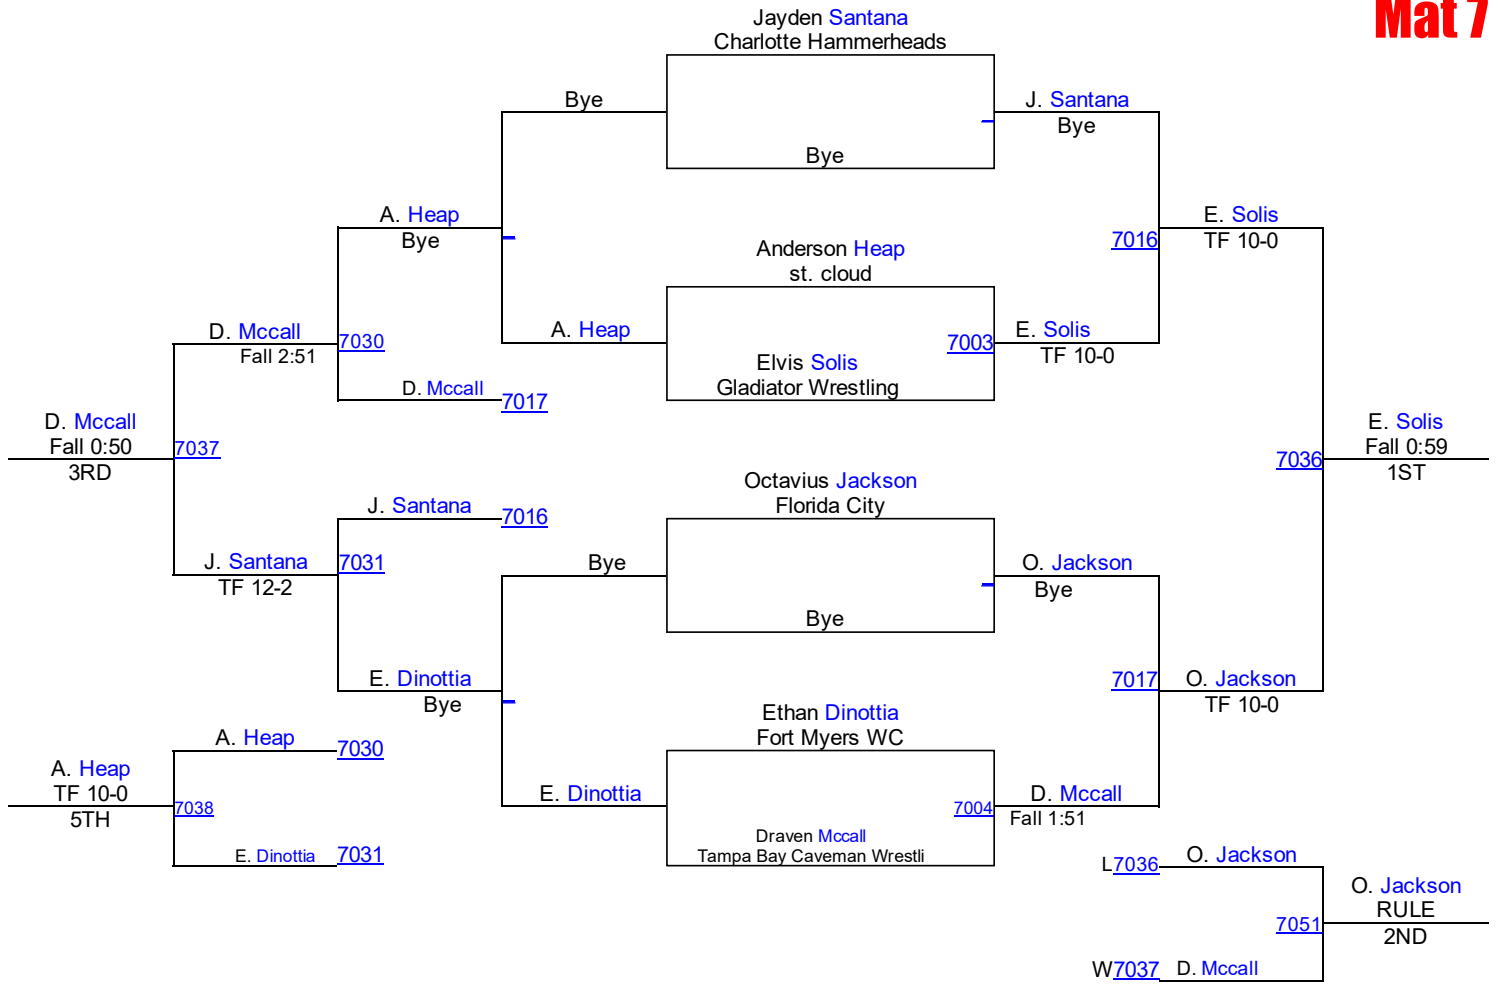 Mat 7
Jayden Santana
Charlotte Hammerheads
Bye
J. Santana
Bye
Bye
A. Heap
Bye
E. Solis
7016
TF 10-0
Anderson Heap
st. cloud
D. Mccall
7030
Fall 2:51
A. Heap
7003
E. Solis
TF 10-0
Elvis Solis
Gladiator Wrestling
D. Mccall
7017
D. Mccall
Fall 0:50
7037
3RD
E. Solis
Fall 0:59
7036
1ST
Octavius Jackson
Florida City
J. Santana
7016
J. Santana
7031
TF 12-2
Bye
O. Jackson
Bye
Bye
E. Dinottia
Bye
7017
O. Jackson
TF 10-0
Ethan Dinottia
Fort Myers WC
A. Heap
7030
A. Heap
TF 10-0
7038
5TH
E. Dinottia
7004
D. Mccall
Fall 1:51
Draven Mccall
Tampa Bay Caveman Wrestli
E. Dinottia
7031
L7036
O. Jackson
O. Jackson
RULE
7051
2ND
W7037
D. Mccall